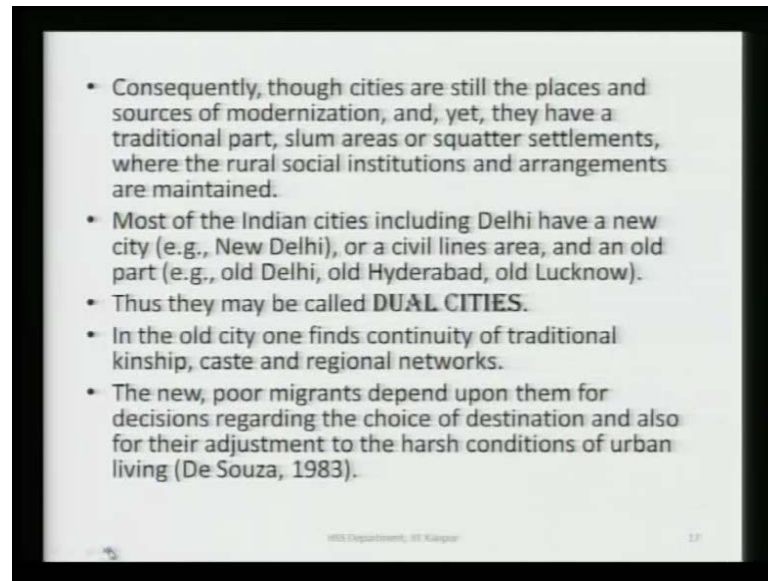 • Consequently, though cities are still the places and
sources of modernization, and, yet, they have a
traditional part, slum areas or squatter settlements,
where the rural social institutions and arrangements
are maintained.
• Most of the Indian cities including Delhi have a new
city (e.g., New Delhi), or a civil lines area, and an old
part (e.g., old Delhi, old Hyderabad, old Lucknow).
• Thus they may be called DUAL CITIES.
• In the old city one finds continuity of traditional
kinship, caste and regional networks.
• The new, poor migrants depend upon them for
decisions regarding the choice of destination and also
for their adjustment to the harsh conditions of urban
living (De Souza, 1983).
HSS Department, IIT Kanpur